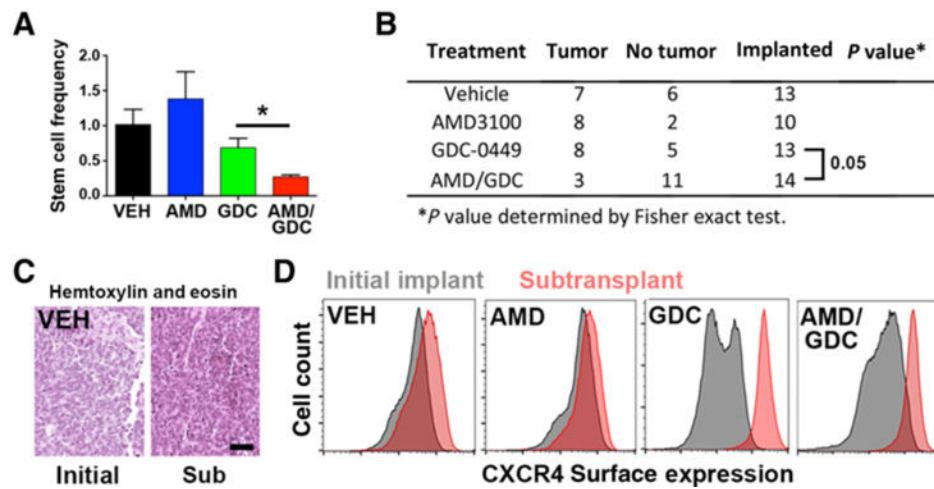 A
Stem cell frequency
2.0
1.5
1.0
0.5
0.0
*
VEH AMD GDC AMD/
GDC
B
Treatment Tumor No tumor Implanted P value*
Vehicle 7 6 13
AMD3100 8 2 10
GDC-0449 8 5 13
AMD/GDC 3 11 14
0.05
*P value determined by Fisher exact test.
C
Hemtoxylin and eosin
VEH
Initial Sub
D
Initial implant Subtransplant
Cell count
VEH AMD GDC AMD/
GDC
CXCR4 Surface expression